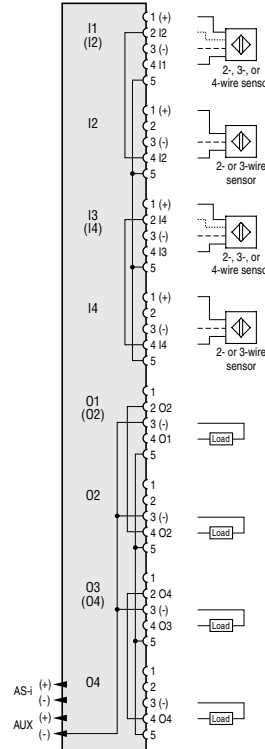 I1
(I2)
1 (+)
2 I2
3 (-)
4 I1
5
2-, 3-, or
4-wire senso
I2
1 (+)
2
3 (-)
4 I2
5
2- or 3-wire
sensor
I3
(I4)
1 (+)
2 I4
3 (-)
4 I3
5
2-, 3-, or
4-wire senso
I4
1 (+)
2
3 (-)
4 I4
5
2- or 3-wire
sensor
O1
(O2)
1
2 O2
3 (-)
4 O1
5
Load
O2
1
2
3 (-)
4 O2
5
Load
O3
(O4)
1
2 O4
3 (-)
4 O3
5
Load
O4
1
2
3 (-)
4 O4
5
Load
AS-i (+)
(-)
AUX (+)
(-)